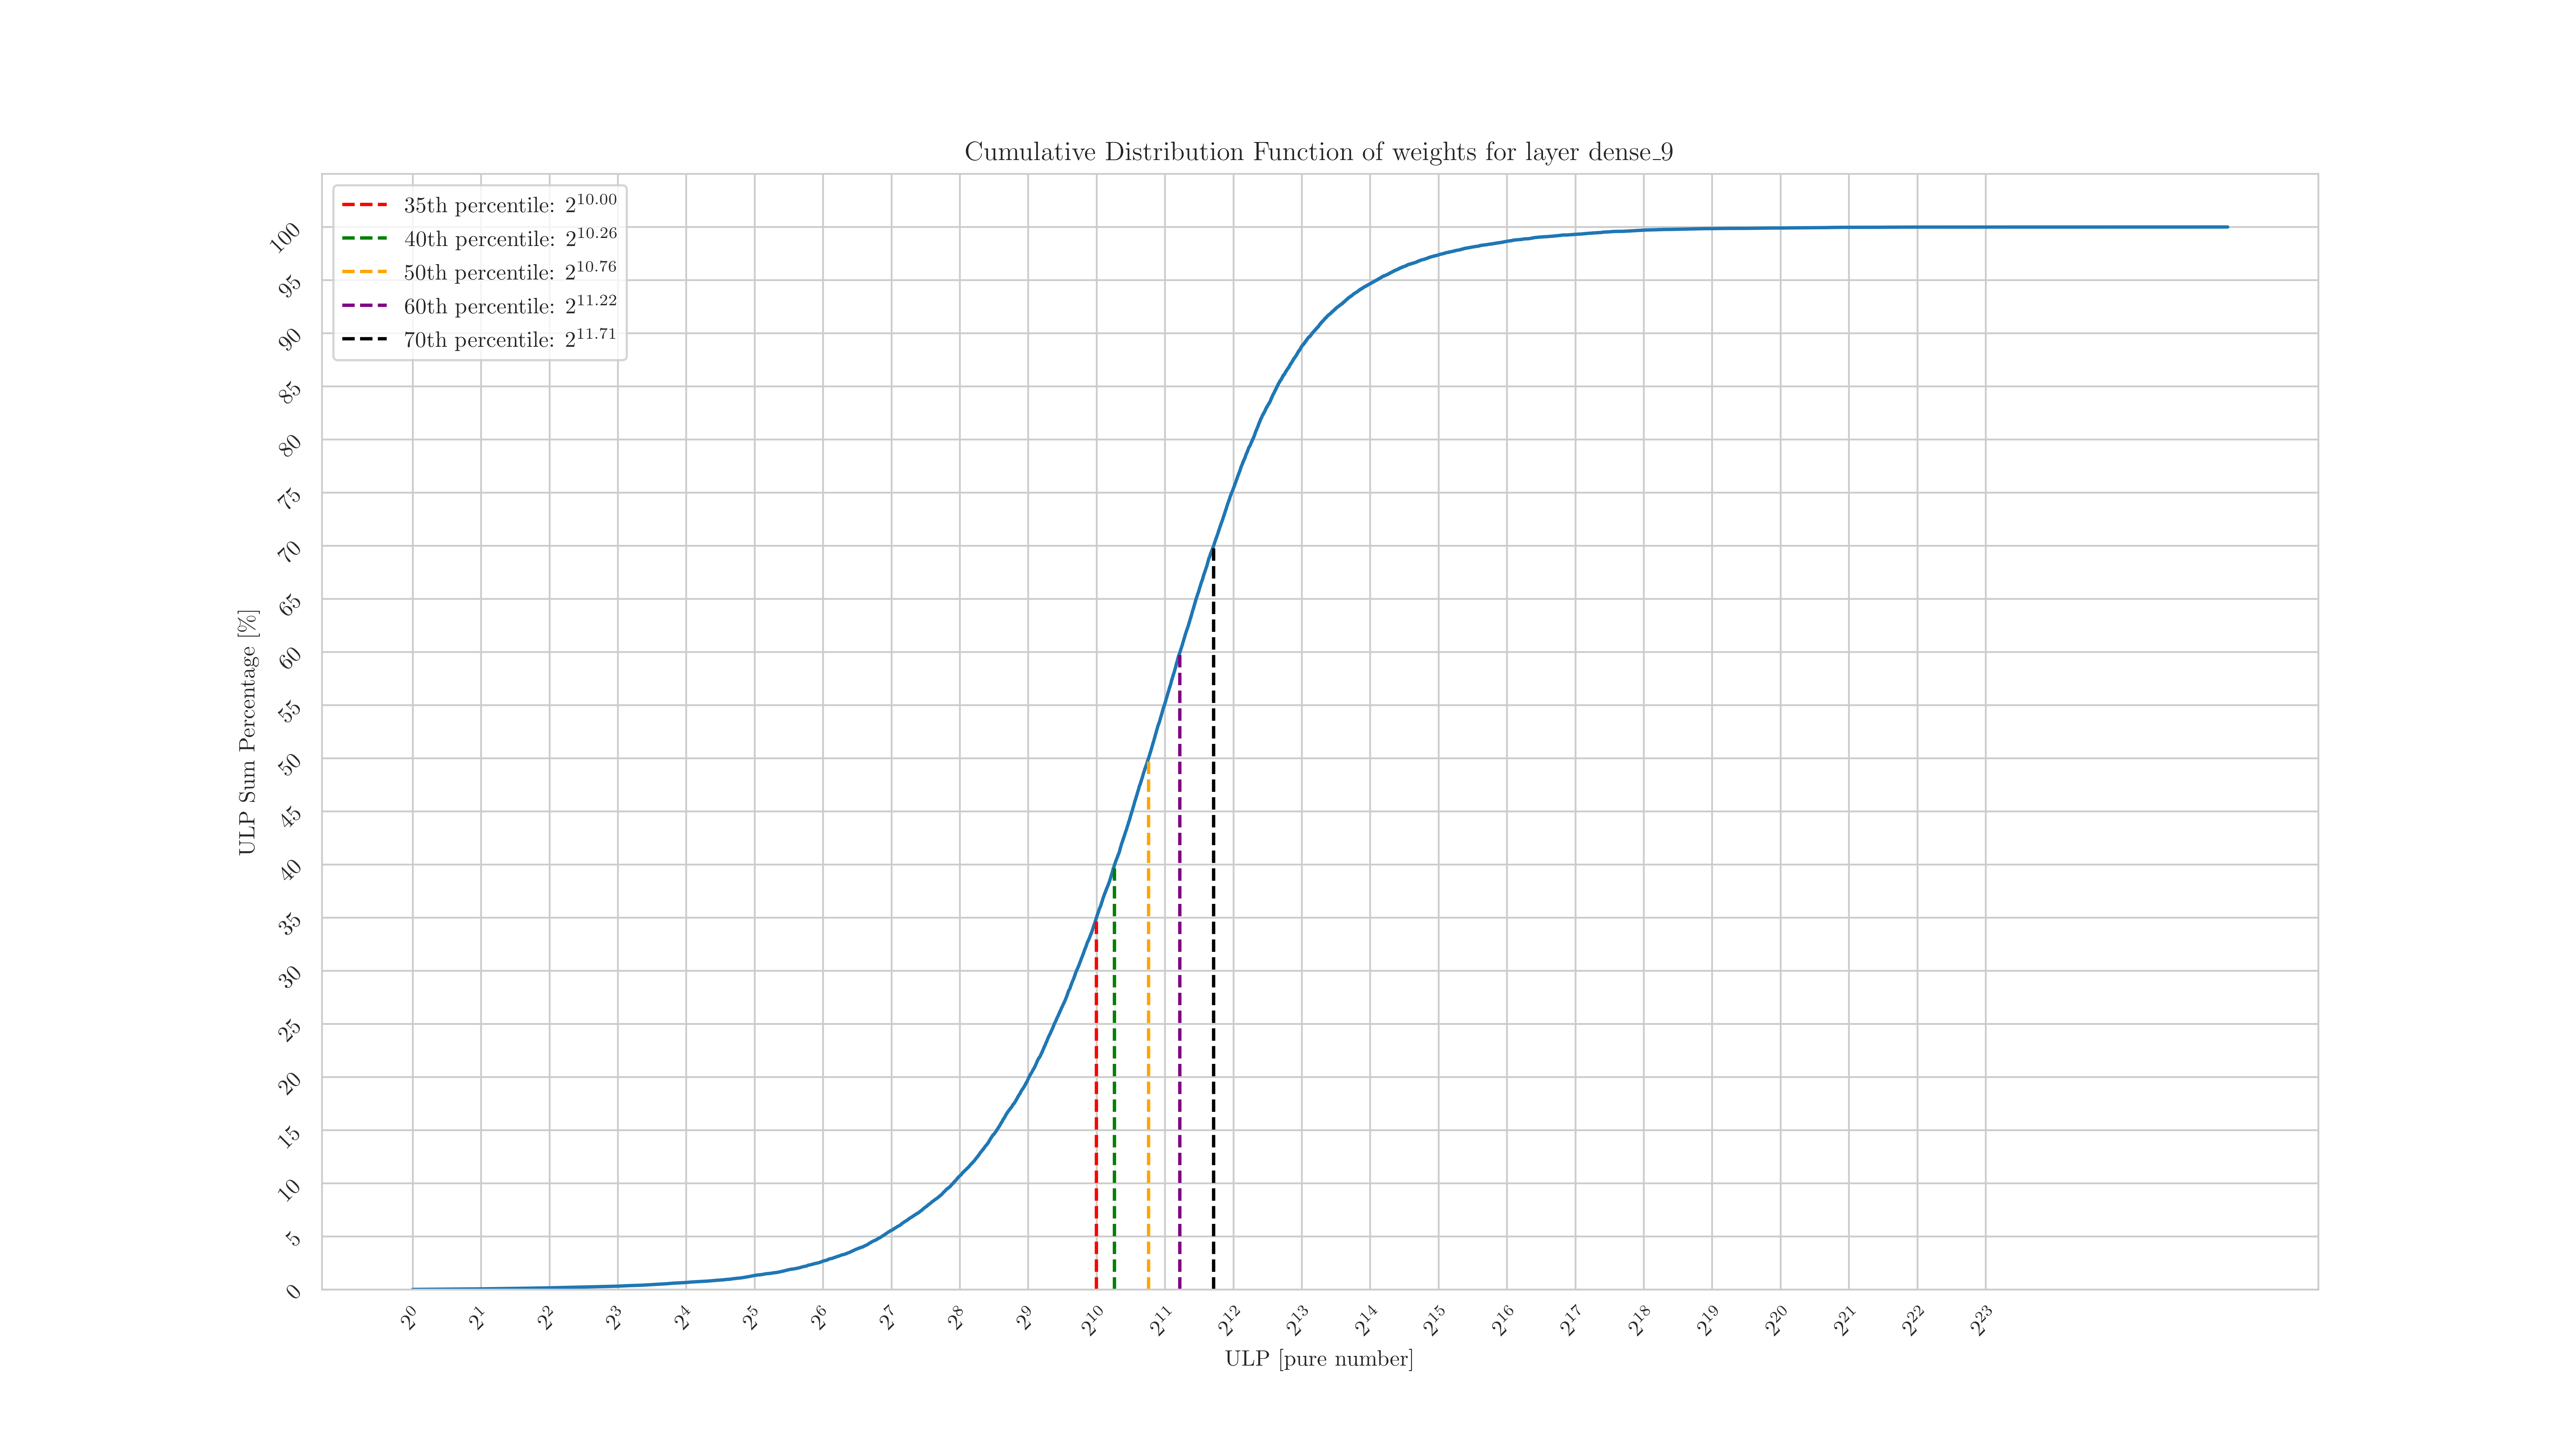 Cumulative Distribution Function of weights for layer dense_9
35th percentile: 2^10.00
40th percentile: 2^10.26
50th percentile: 2^10.76
60th percentile: 2^11.22
70th percentile: 2^11.71
ULP Sum Percentage [%]
100
95
90
85
80
75
70
65
60
55
50
45
40
35
30
25
20
15
10
5
0
2^0 2^1 2^2 2^3 2^4 2^5 2^6 2^7 2^8 2^9 2^10 2^11 2^12 2^13 2^14 2^15 2^16 2^17 2^18 2^19 2^20 2^21 2^22 2^23
ULP [pure number]